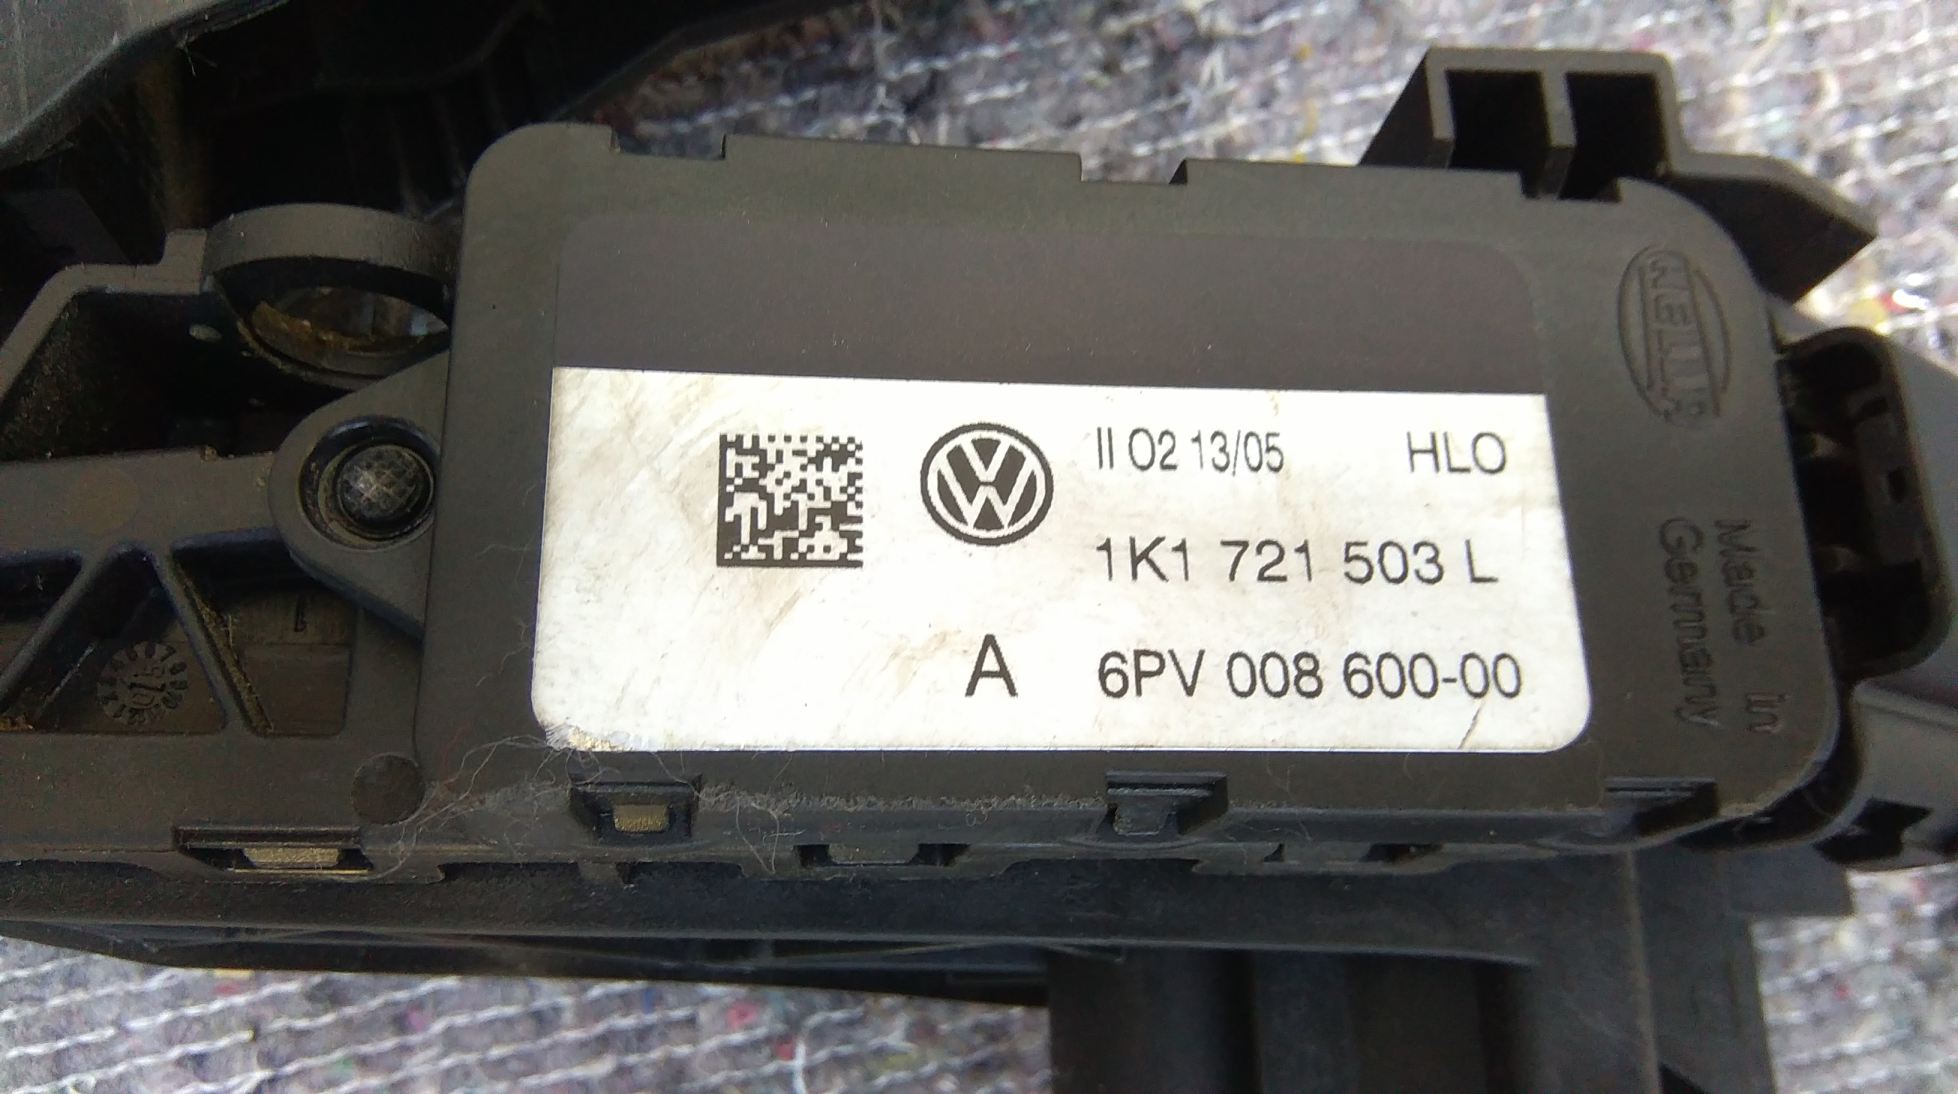 II O2 13/05 HLO
1K1 721 503 L
A 6PV 008 600-00
HELLA
Made in
Germany